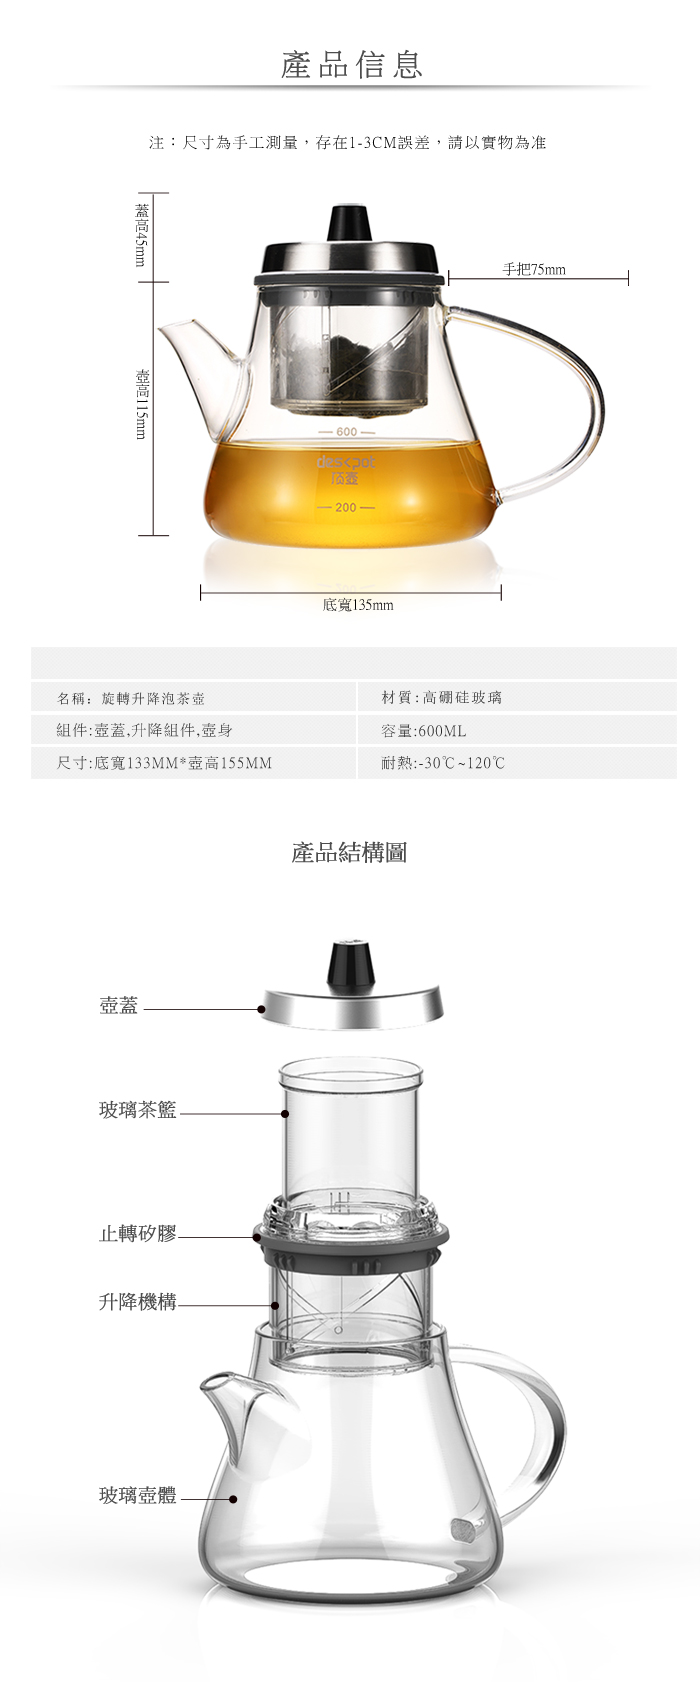 產品信息
注：尺寸為手工測量，存在1-3CM誤差，請以實物為准
蓋高45mm
手把75mm
壺高115mm
600
deskpot
顶壶
200
底寬135mm
名稱：旋轉升降泡茶壺
材質:高硼硅玻璃
組件:壺蓋,升降組件,壺身
容量:600ML
尺寸:底寬133MM*壺高155MM
耐熱:-30℃~120℃
產品結構圖
壺蓋
玻璃茶籃
止轉矽膠
升降機構
玻璃壺體